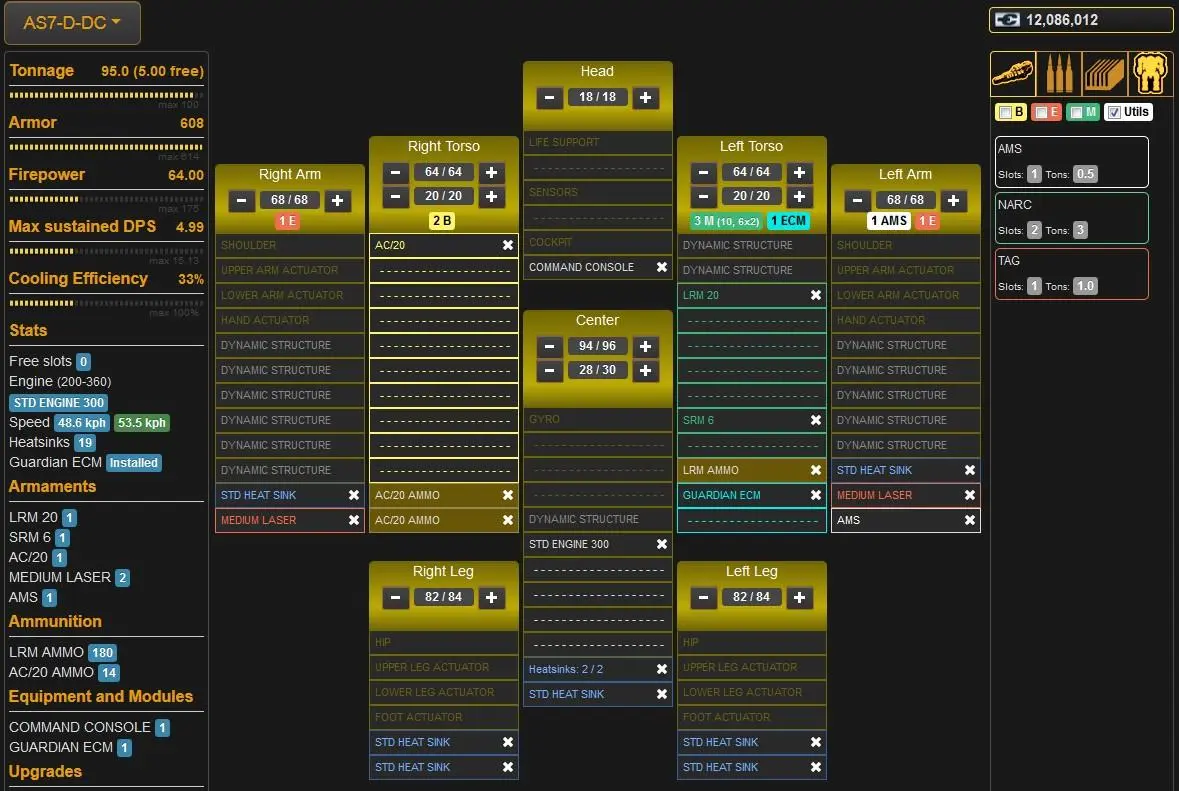 AS7-D-DC
12,086,012
Tonnage 95.0 (5.00 free)
max 100
Armor 608
max 614
Firepower 64.00
max 175
Max sustained DPS 4.99
max 15.13
Cooling Efficiency 33%
max 100%
Stats
Free slots 0
Engine (200-360)
STD ENGINE 300
Speed 48.6 kph 53.5 kph
Heatsinks 19
Guardian ECM Installed
Armaments
LRM 20 1
SRM 6 1
AC/20 1
MEDIUM LASER 2
AMS 1
Ammunition
LRM AMMO 180
AC/20 AMMO 14
Equipment and Modules
COMMAND CONSOLE 1
GUARDIAN ECM 1
Upgrades
Right Arm
68 / 68
1 E
SHOULDER
UPPER ARM ACTUATOR
LOWER ARM ACTUATOR
HAND ACTUATOR
DYNAMIC STRUCTURE
DYNAMIC STRUCTURE
DYNAMIC STRUCTURE
DYNAMIC STRUCTURE
DYNAMIC STRUCTURE
DYNAMIC STRUCTURE
STD HEAT SINK
MEDIUM LASER
Right Torso
64 / 64
20 / 20
2 B
AC/20
AC/20 AMMO
AC/20 AMMO
Right Leg
82 / 84
HIP
UPPER LEG ACTUATOR
LOWER LEG ACTUATOR
FOOT ACTUATOR
STD HEAT SINK
STD HEAT SINK
Head
18 / 18
LIFE SUPPORT
SENSORS
COCKPIT
COMMAND CONSOLE
Center
94 / 96
28 / 30
GYRO
DYNAMIC STRUCTURE
STD ENGINE 300
Heatsinks: 2 / 2
STD HEAT SINK
Left Torso
64 / 64
20 / 20
3 M (10, 6x2) 1 ECM
DYNAMIC STRUCTURE
DYNAMIC STRUCTURE
LRM 20
SRM 6
LRM AMMO
GUARDIAN ECM
Left Leg
82 / 84
HIP
UPPER LEG ACTUATOR
LOWER LEG ACTUATOR
FOOT ACTUATOR
STD HEAT SINK
STD HEAT SINK
Left Arm
68 / 68
1 AMS 1 E
SHOULDER
UPPER ARM ACTUATOR
LOWER ARM ACTUATOR
HAND ACTUATOR
DYNAMIC STRUCTURE
DYNAMIC STRUCTURE
DYNAMIC STRUCTURE
DYNAMIC STRUCTURE
DYNAMIC STRUCTURE
STD HEAT SINK
MEDIUM LASER
AMS
B E M Utils
AMS
Slots: 1 Tons: 0.5
NARC
Slots: 2 Tons: 3
TAG
Slots: 1 Tons: 1.0